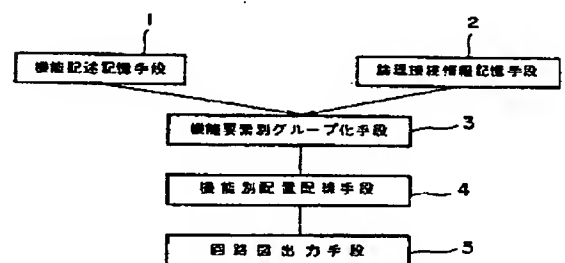 1
2
機能記述記憶手段
論理接続情報記憶手段
機能要素別グループ化手段
3
機能別配置配線手段
4
回路図出力手段
5